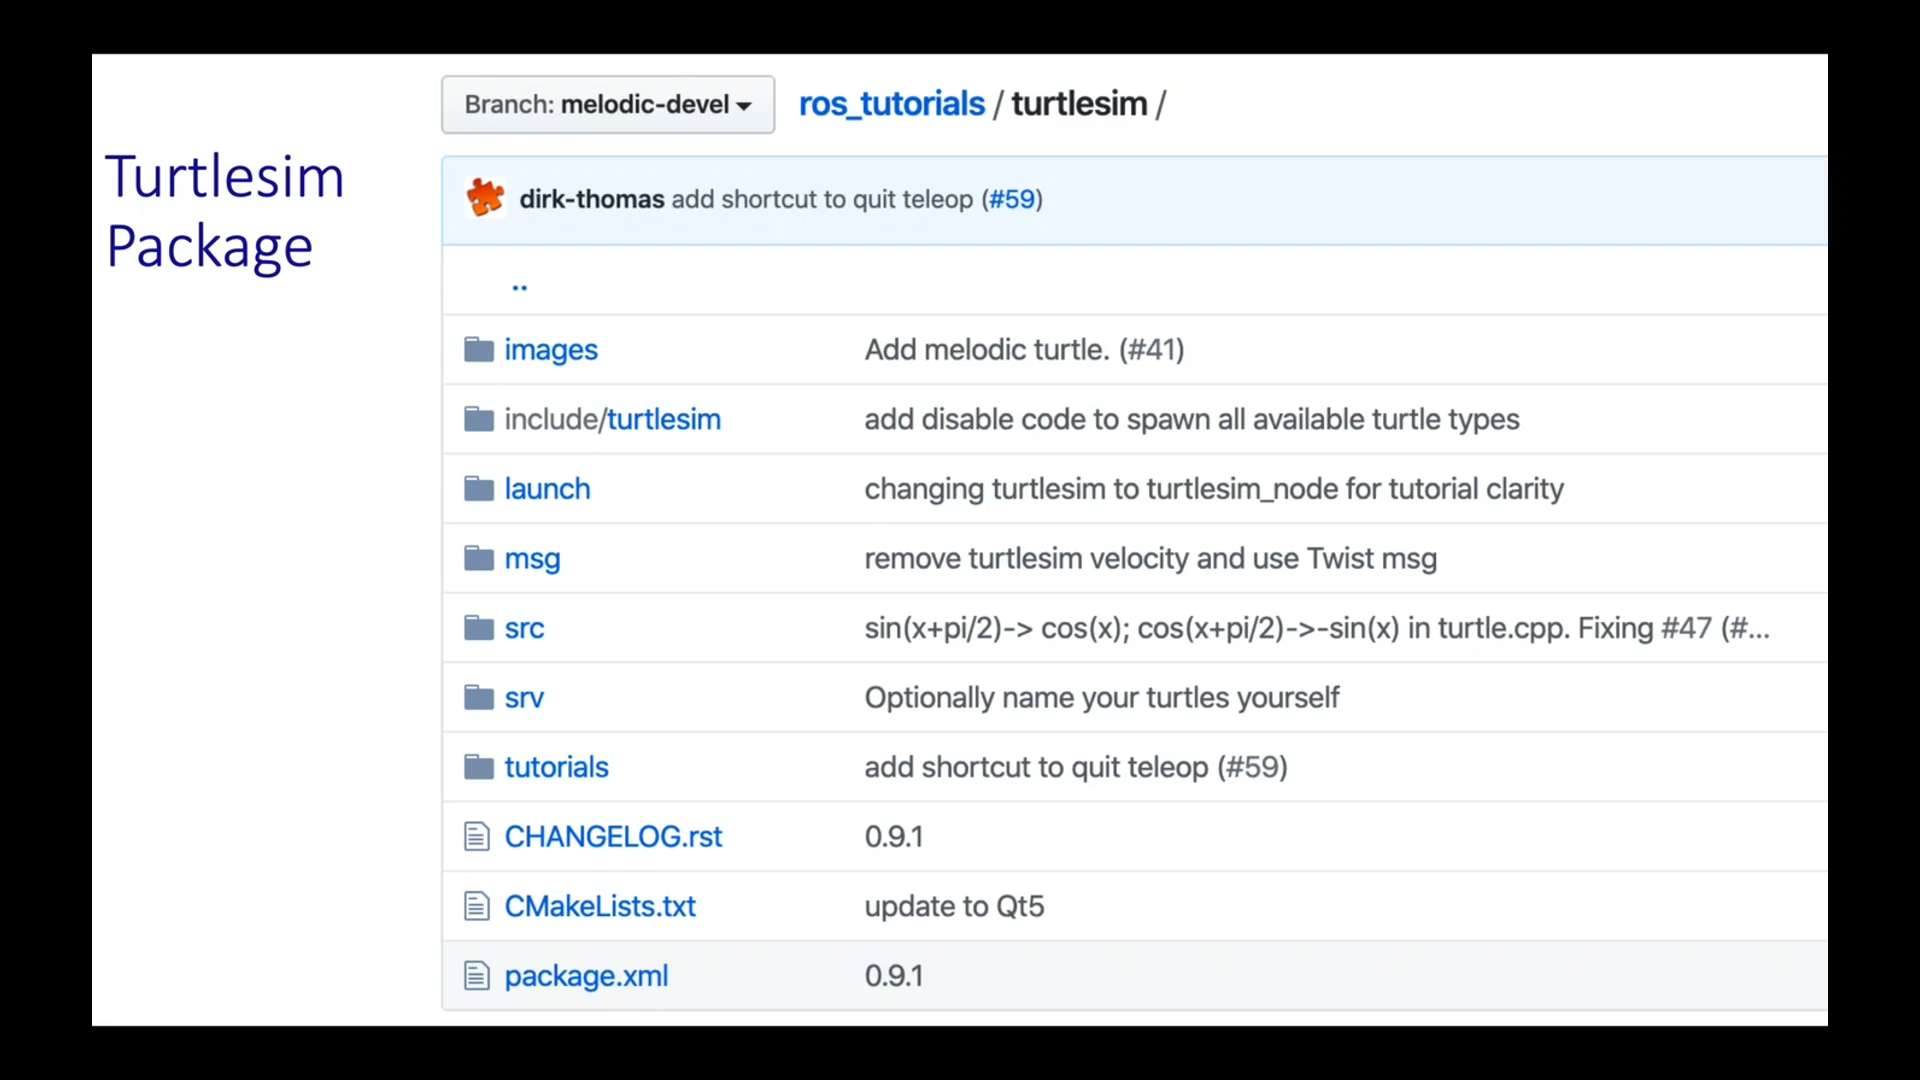 Turtlesim
Package
Branch: melodic-devel
ros_tutorials / turtlesim /
dirk-thomas add shortcut to quit teleop (#59)
..
images Add melodic turtle. (#41)
include/turtlesim add disable code to spawn all available turtle types
launch changing turtlesim to turtlesim_node for tutorial clarity
msg remove turtlesim velocity and use Twist msg
src sin(x+pi/2)-> cos(x); cos(x+pi/2)->-sin(x) in turtle.cpp. Fixing #47 (#...
srv Optionally name your turtles yourself
tutorials add shortcut to quit teleop (#59)
CHANGELOG.rst 0.9.1
CMakeLists.txt update to Qt5
package.xml 0.9.1